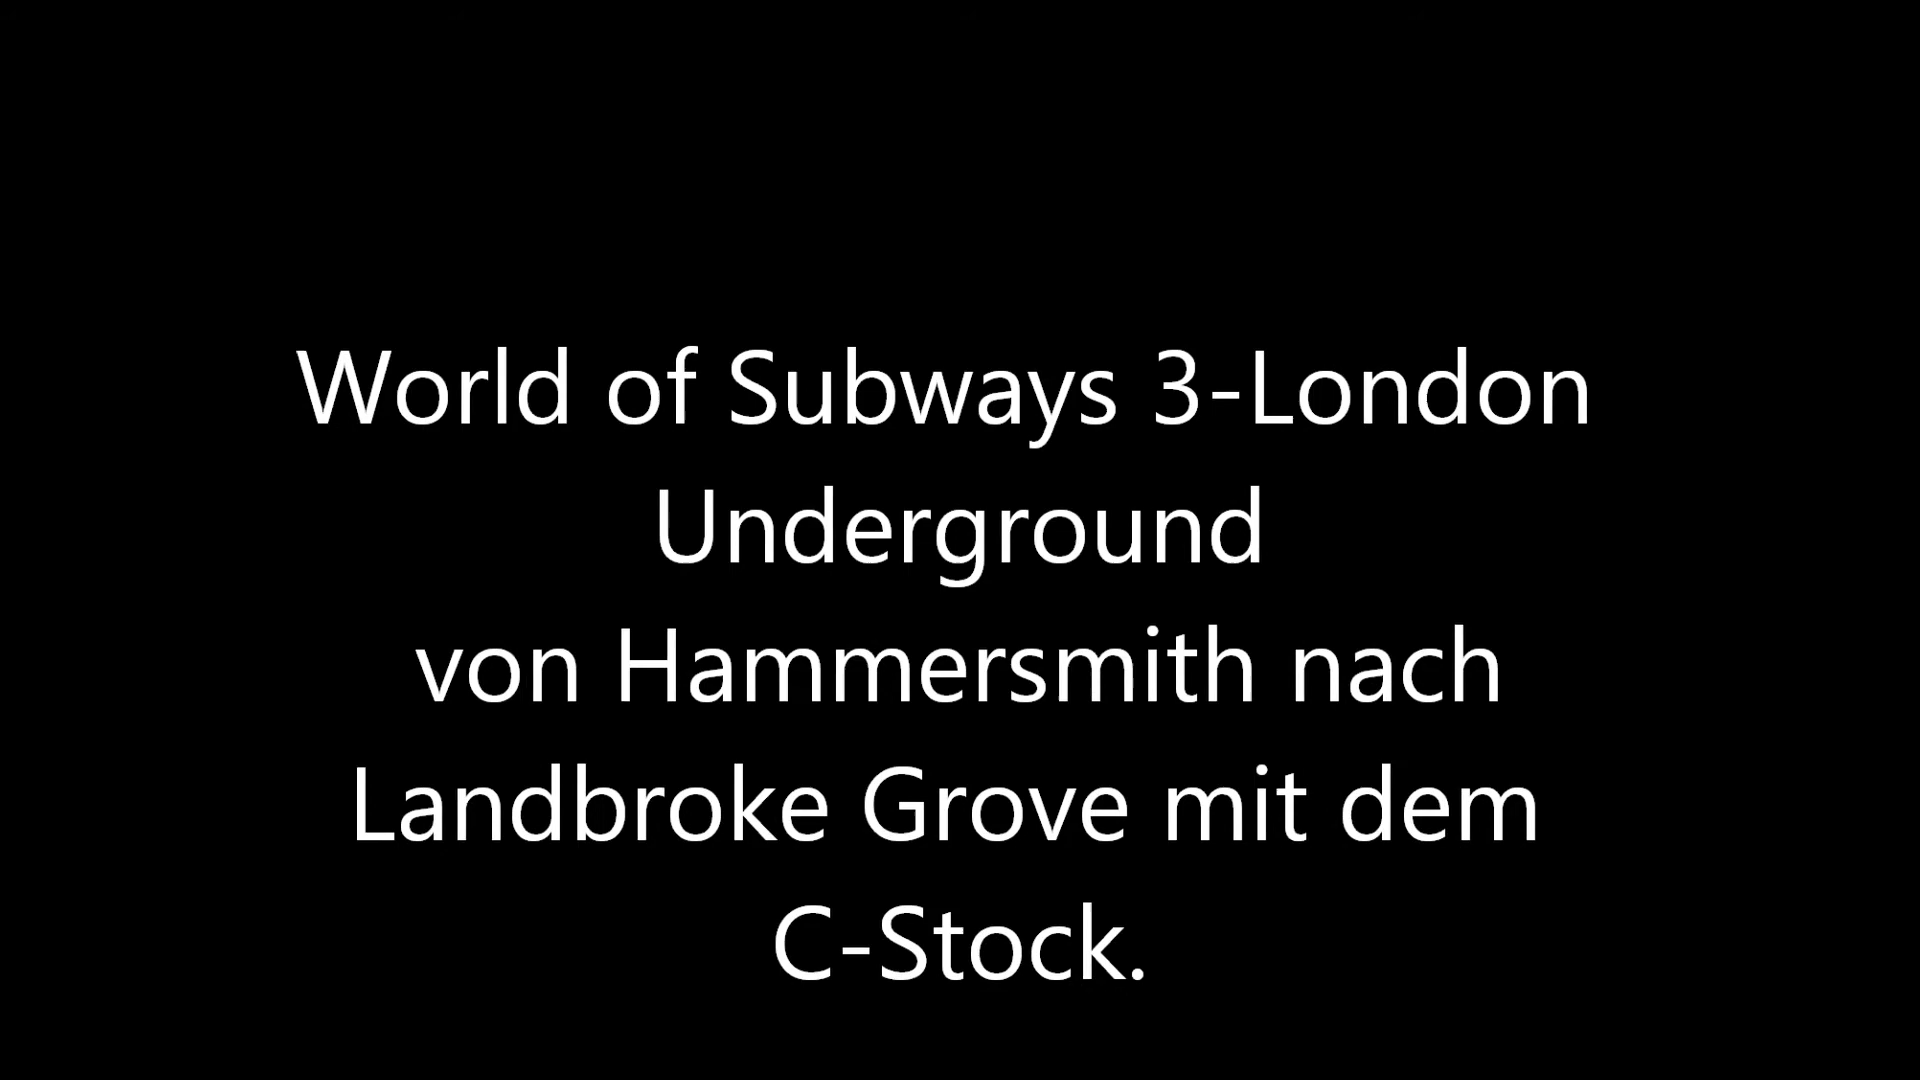 World of Subways 3-London
Underground
von Hammersmith nach
Landbroke Grove mit dem
C-Stock.